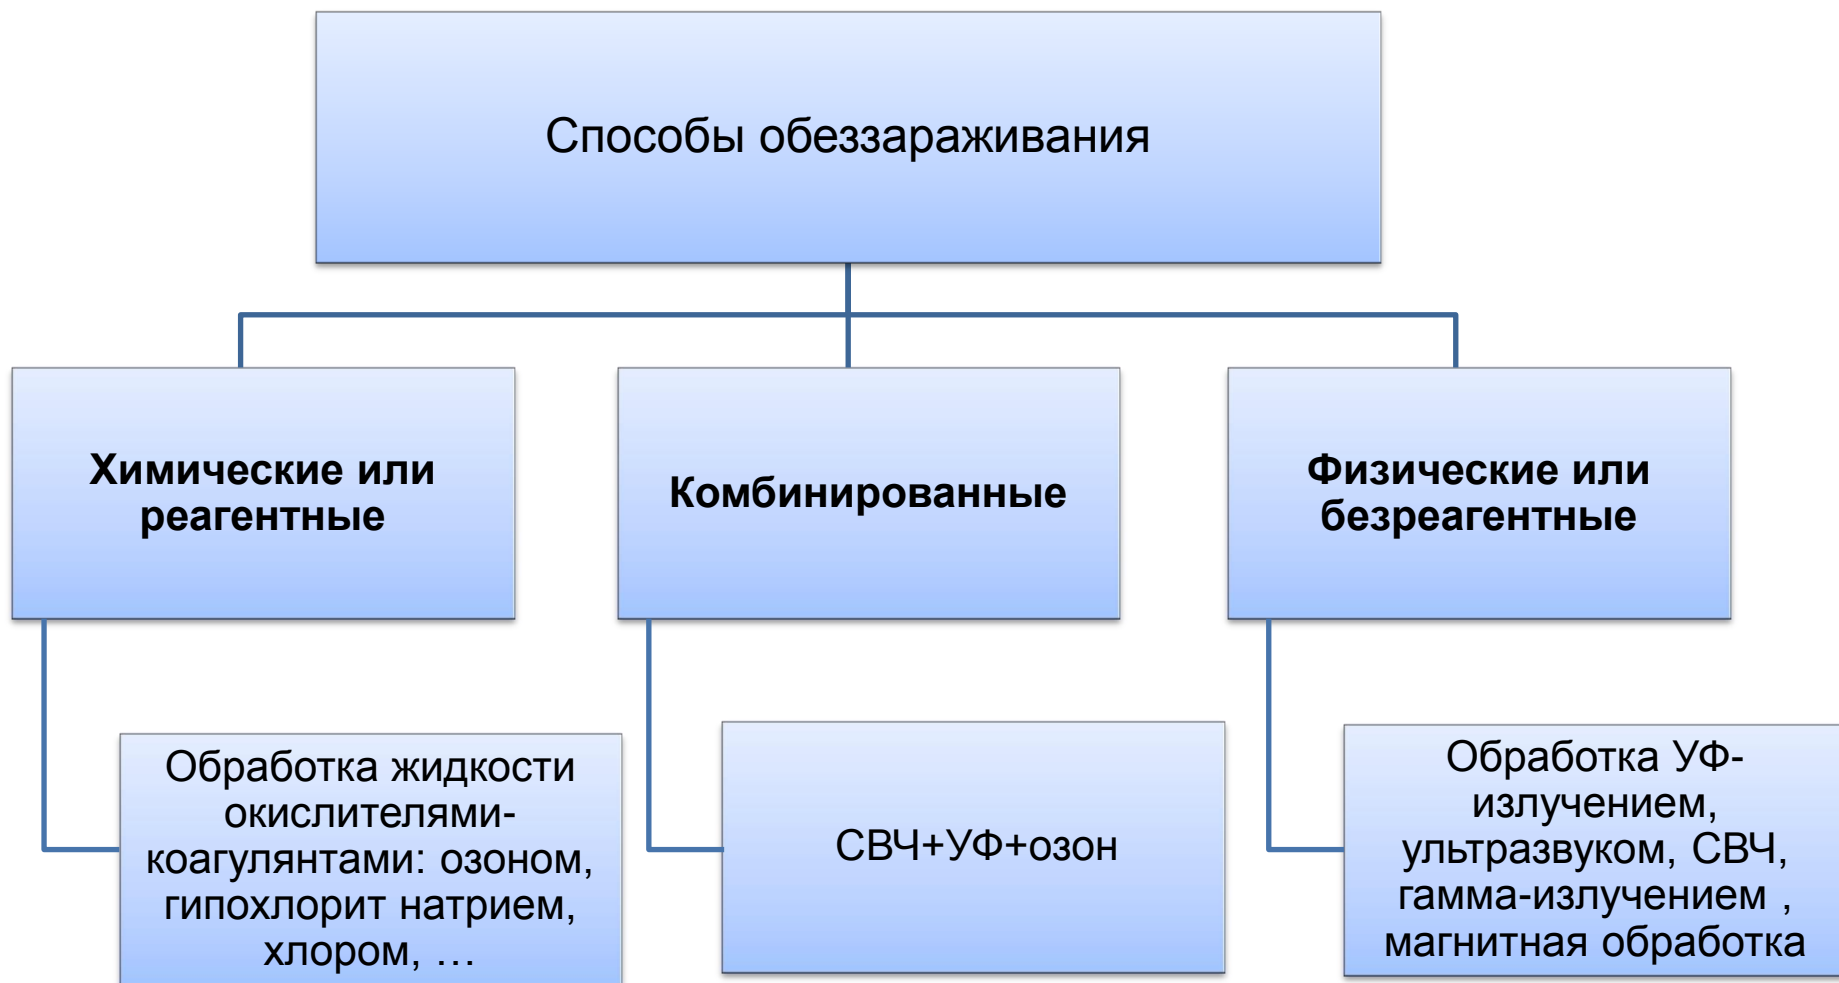 Способы обеззараживания
Химические или
реагентные
Комбинированные
Физические или
безреагентные
Обработка жидкости
окислителями-
коагулянтами: озоном,
гипохлорит натрием,
хлором, …
СВЧ+УФ+озон
Обработка УФ-
излучением,
ультразвуком, СВЧ,
гамма-излучением ,
магнитная обработка